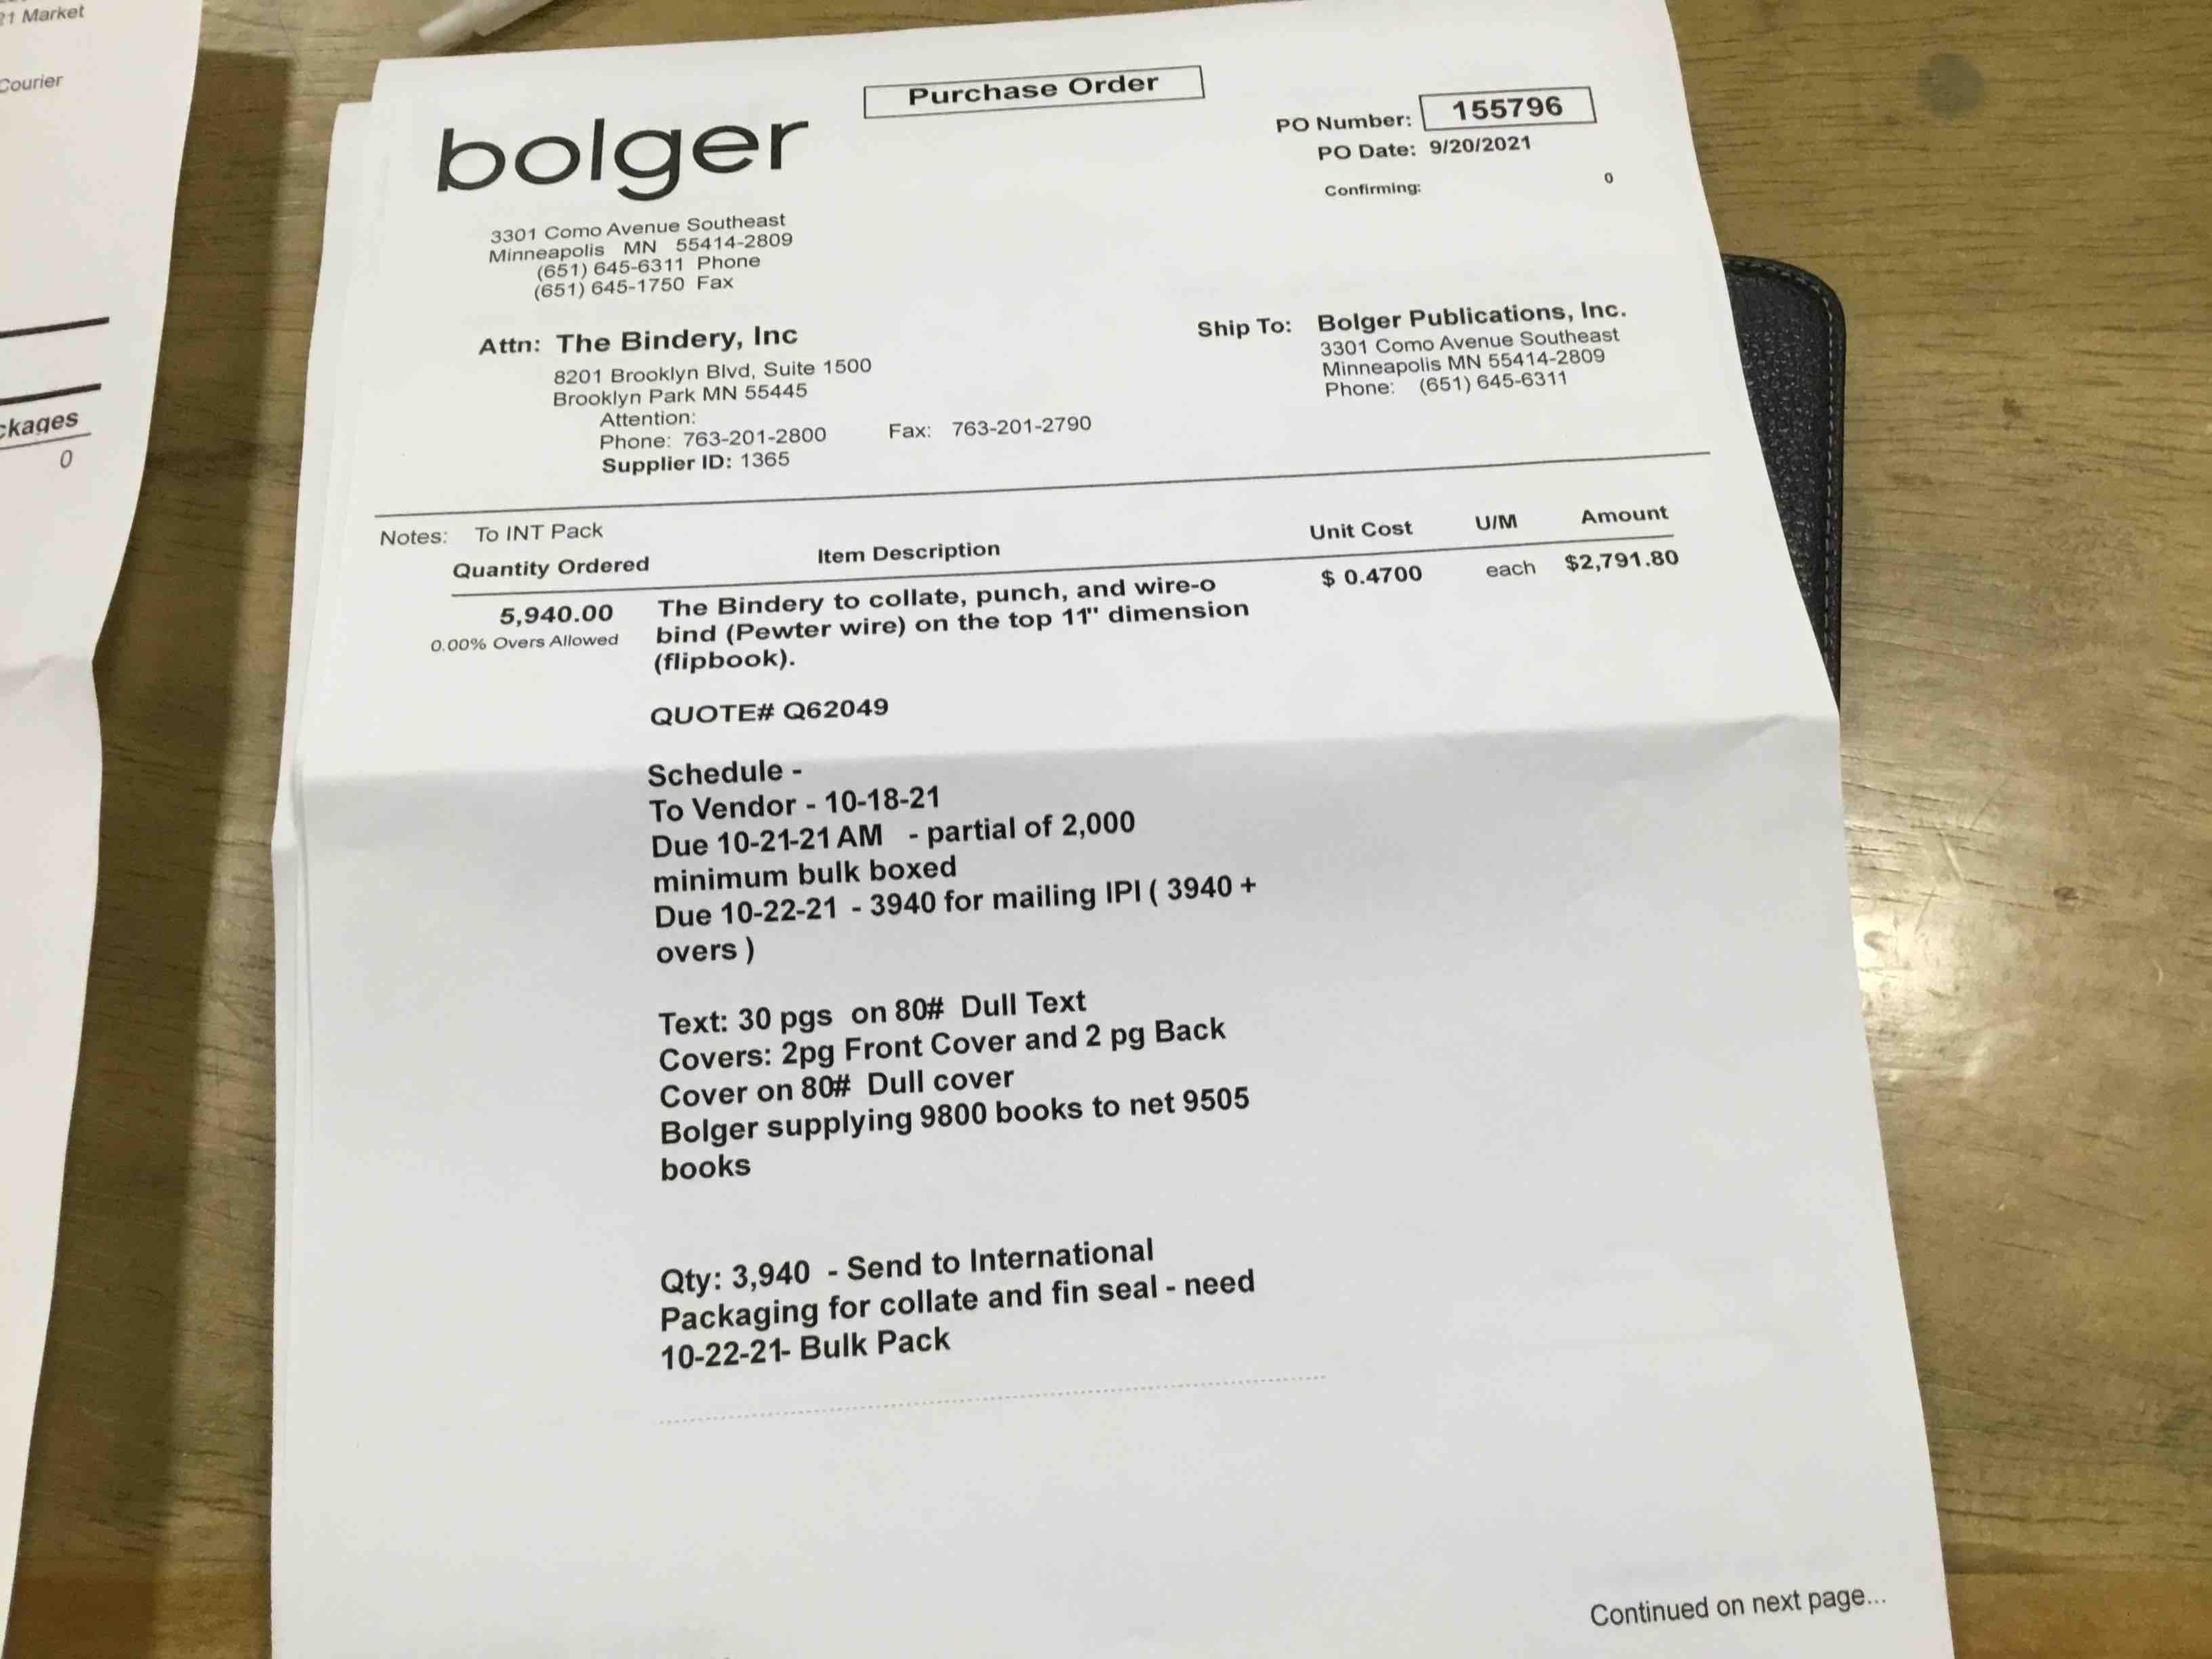 21 Market
Courier
ckages
0
Purchase Order
bolger
PO Number: 155796
PO Date: 9/20/2021
Confirming: 0
3301 Como Avenue Southeast
Minneapolis MN 55414-2809
(651) 645-6311 Phone
(651) 645-1750 Fax
Attn: The Bindery, Inc
8201 Brooklyn Blvd, Suite 1500
Brooklyn Park MN 55445
Attention:
Phone: 763-201-2800 Fax: 763-201-2790
Supplier ID: 1365
Ship To: Bolger Publications, Inc.
3301 Como Avenue Southeast
Minneapolis MN 55414-2809
Phone: (651) 645-6311
Notes: To INT Pack
Quantity Ordered Item Description Unit Cost U/M Amount
5,940.00 The Bindery to collate, punch, and wire-o $ 0.4700 each $2,791.80
0.00% Overs Allowed bind (Pewter wire) on the top 11" dimension
(flipbook).
QUOTE# Q62049
Schedule -
To Vendor - 10-18-21
Due 10-21-21 AM - partial of 2,000
minimum bulk boxed
Due 10-22-21 - 3940 for mailing IPI ( 3940 +
overs )
Text: 30 pgs on 80# Dull Text
Covers: 2pg Front Cover and 2 pg Back
Cover on 80# Dull cover
Bolger supplying 9800 books to net 9505
books
Qty: 3,940 - Send to International
Packaging for collate and fin seal - need
10-22-21- Bulk Pack
Continued on next page...